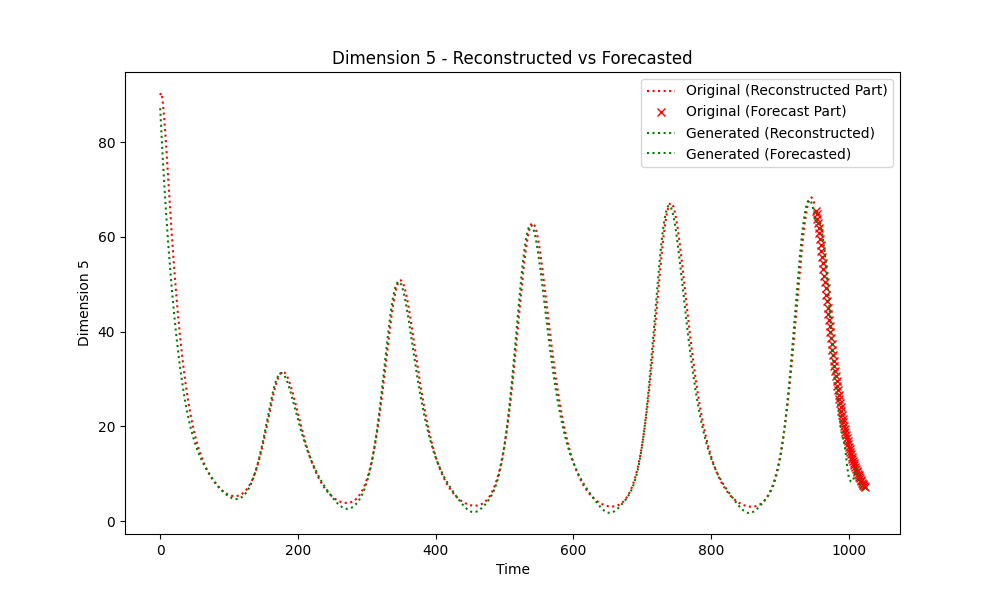 Dimension 5 - Reconstructed vs Forecasted
Original (Reconstructed Part)
Original (Forecast Part)
Generated (Reconstructed)
Generated (Forecasted)
80
60
40
20
0
Dimension 5
0 200 400 600 800 1000
Time